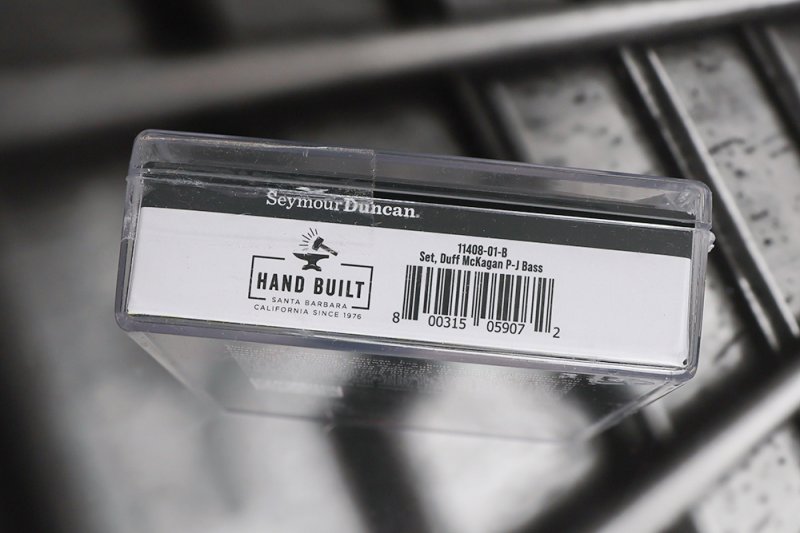 Seymour Duncan.
HAND BUILT
SANTA BARBARA
CALIFORNIA SINCE 1976
11408-01-B
Set, Duff McKagan P-J Bass
8 00315 05907 2